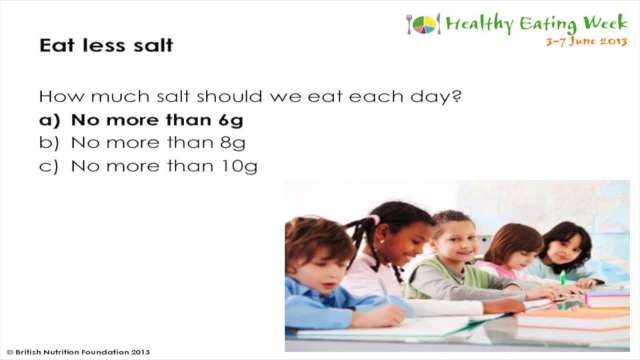 Healthy Eating Week
3-7 June 2013
Eat less salt
How much salt should we eat each day?
a) No more than 6g
b) No more than 8g
c) No more than 10g
© British Nutrition Foundation 2013